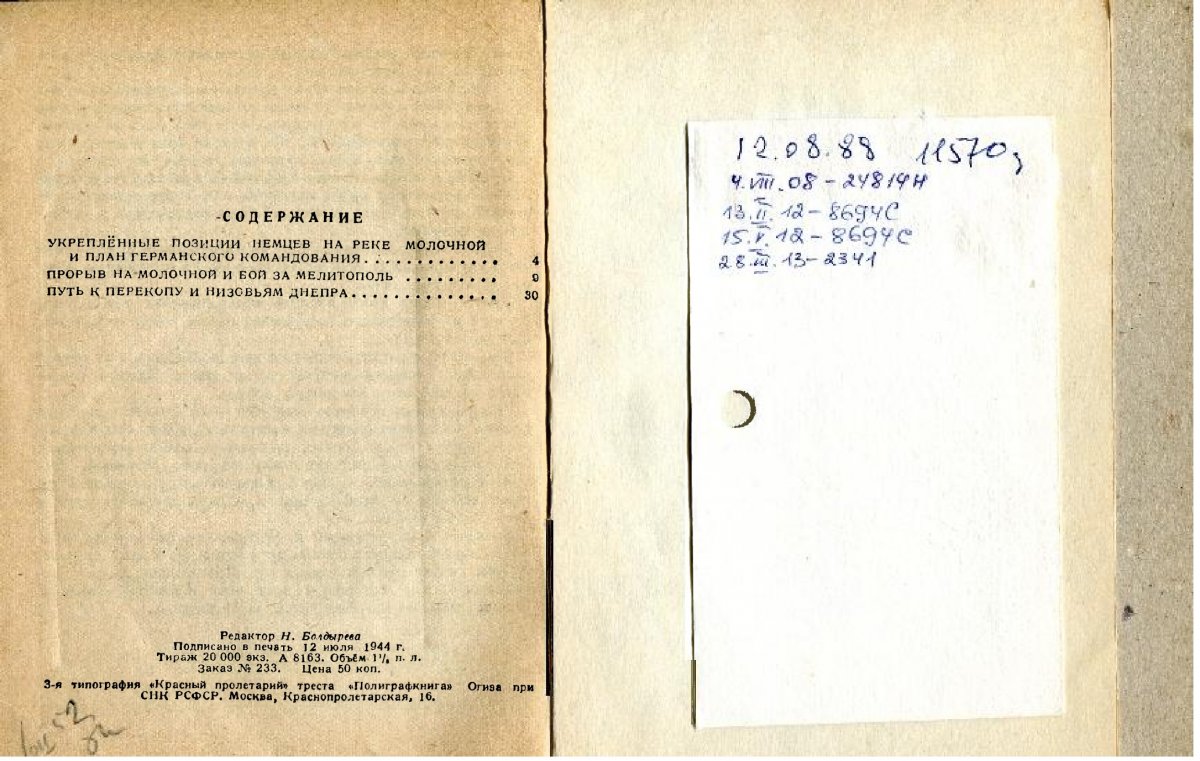 СОДЕРЖАНИЕ
УКРЕПЛЁННЫЕ ПОЗИЦИИ НЕМЦЕВ НА РЕКЕ МОЛОЧНОЙ
И ПЛАН ГЕРМАНСКОГО КОМАНДОВАНИЯ. . . . . . . . . . . . . 4
ПРОРЫВ НА МОЛОЧНОЙ И БОЙ ЗА МЕЛИТОПОЛЬ . . . . . . . . . 9
ПУТЬ К ПЕРЕКОПУ И НИЗОВЬЯМ ДНЕПРА. . . . . . . . . . . . . . 30
Редактор Н. Болдырева
Подписано в печать 12 июля 1944 г.
Тираж 20 000 экз. А 8163. Объём п. л.
Заказ № 233. Цена 50 коп.
3-я типография «Красный пролетарий» треста «Полиграфкнига» Огиза при
СНК РСФСР. Москва, Краснопролетарская, 16.
12.08.88 11570
4.VIII.08 - 24814Н
13.II.12 - 8694С
15.V.12 - 8694С
28.III.13 - 2341